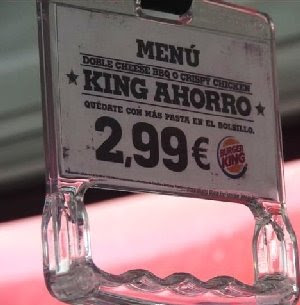 MENÚ
DOBLE CHEESE BBQ O CRISPY CHICKEN
KING AHORRO
QUÉDATE CON MÁS PASTA EN EL BOLSILLO.
2,99€
BURGER
KING